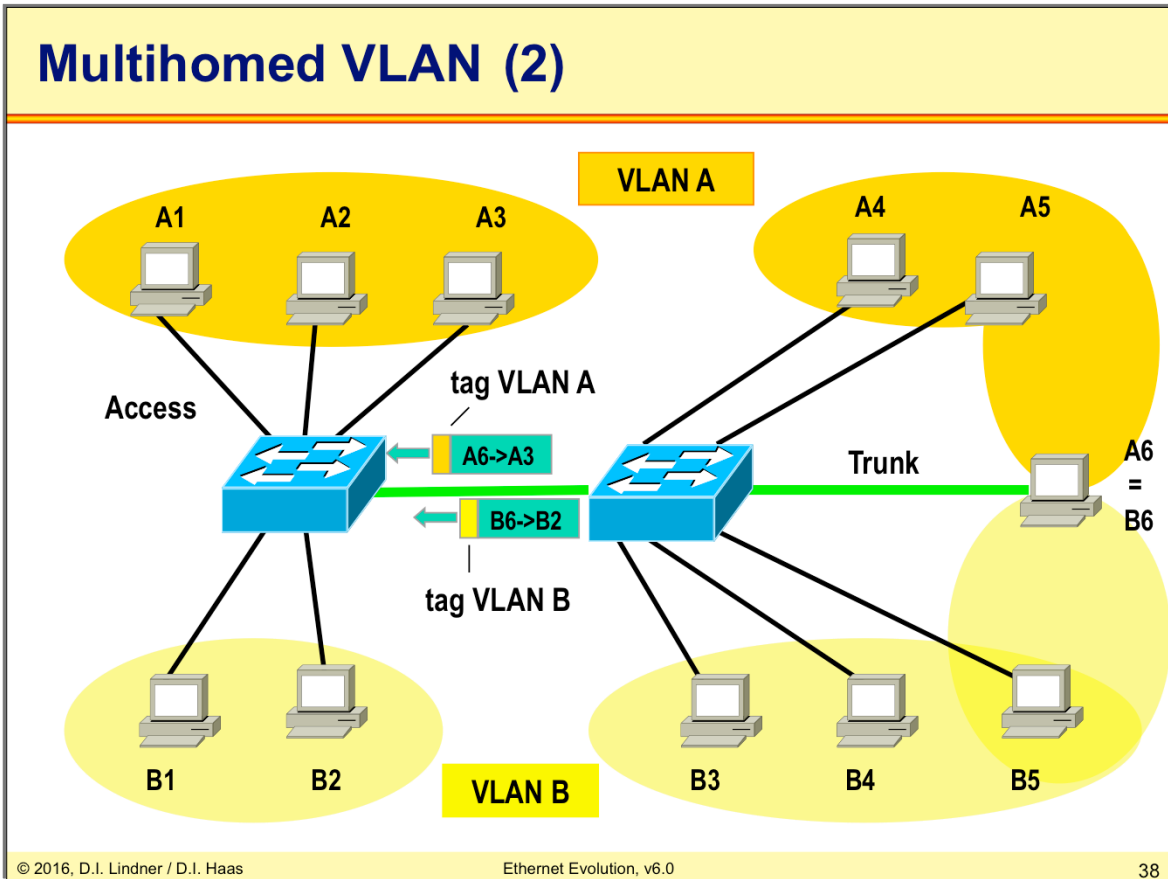 Multihomed VLAN (2)
VLAN A
A1
A2
A3
A4
A5
Access
tag VLAN A
A6->A3
Trunk
A6
=
B6
B6->B2
tag VLAN B
B1
B2
VLAN B
B3
B4
B5
© 2016, D.I. Lindner / D.I. Haas
Ethernet Evolution, v6.0
38